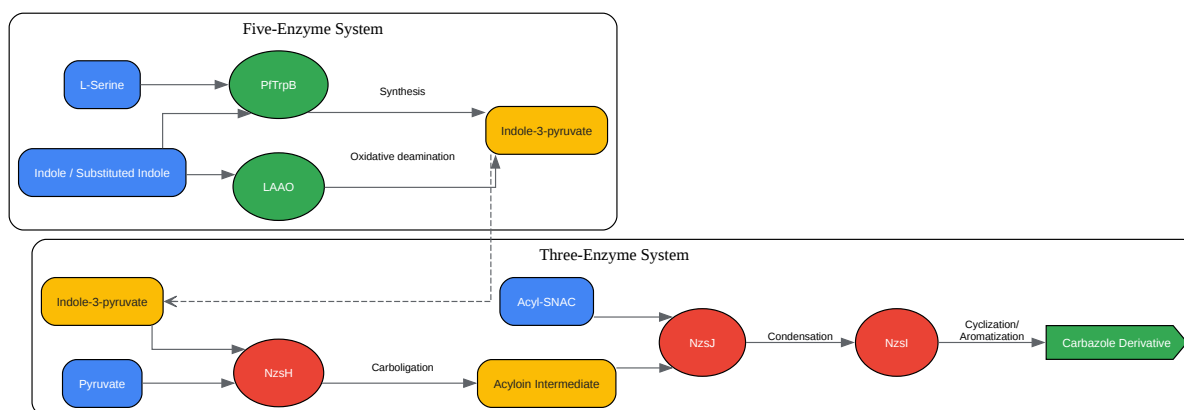 Five-Enzyme System
L-Serine
PfTrpB
Synthesis
Indole-3-pyruvate
Indole / Substituted Indole
Oxidative deamination
LAAO
Three-Enzyme System
Indole-3-pyruvate
Acyl-SNAC
NzsJ
Condensation
NzsI
Cyclization/
Aromatization
Carbazole Derivative
Pyruvate
NzsH
Carboligation
Acyloin Intermediate